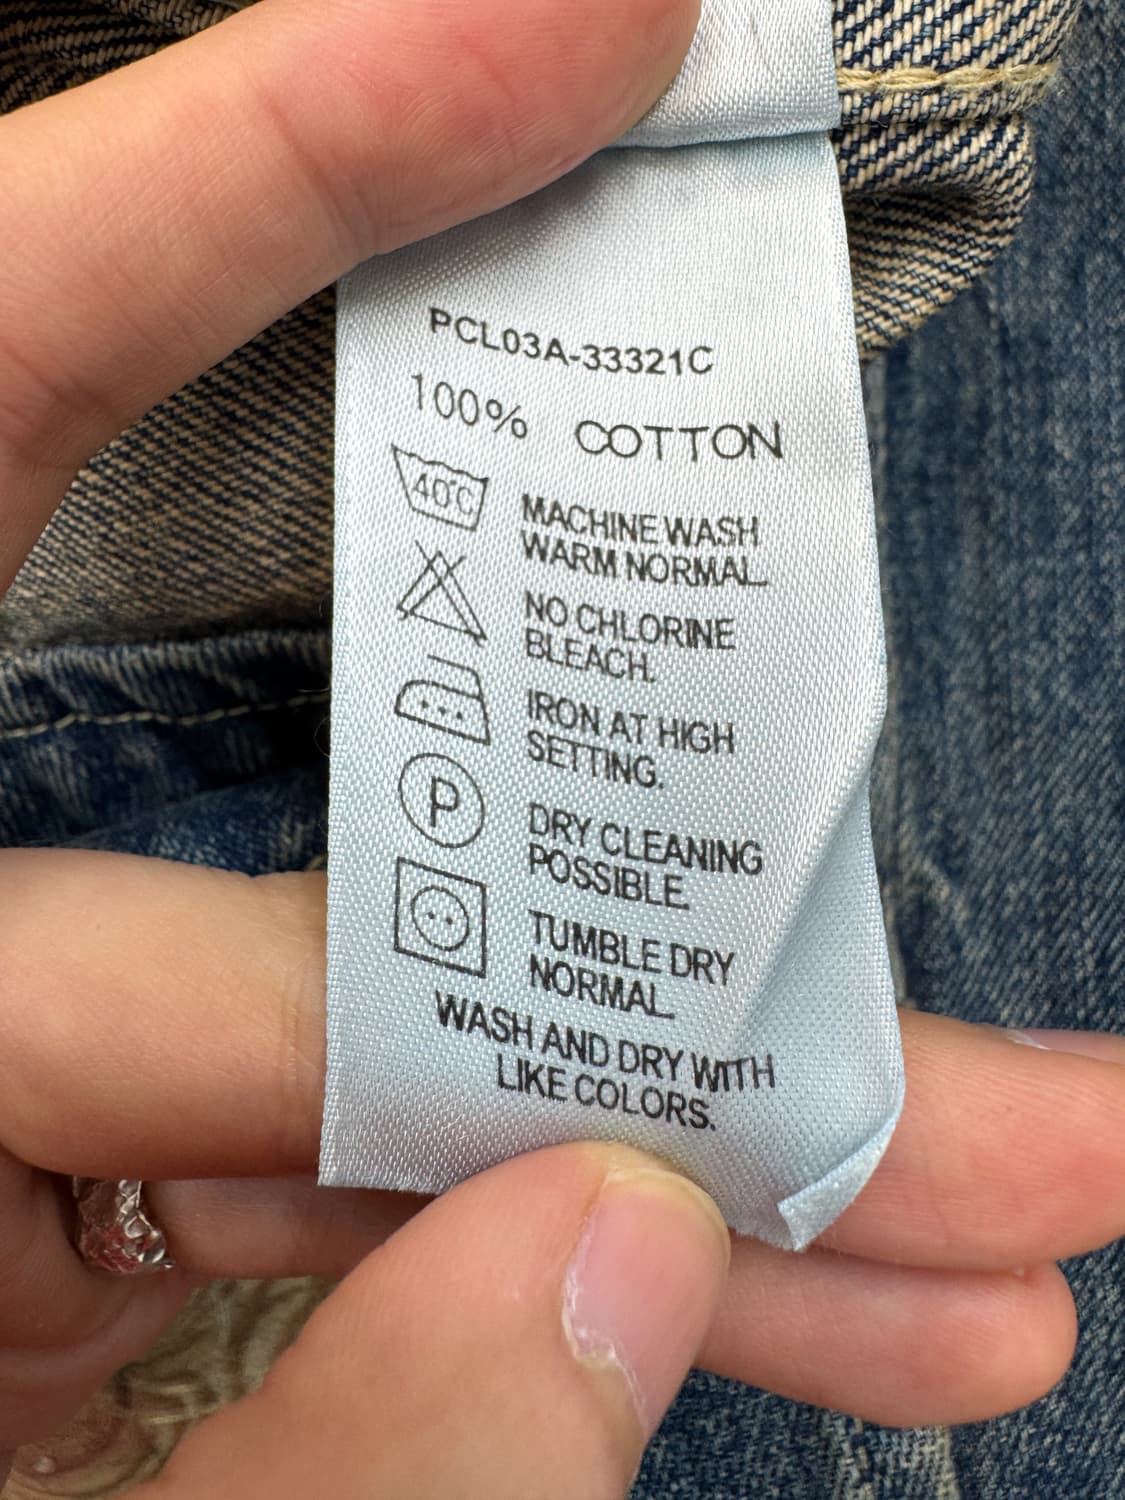 PCL03A-33321C
100% COTTON
40°C
MACHINE WASH
WARM NORMAL
NO CHLORINE
BLEACH.
IRON AT HIGH
SETTING.
P
DRY CLEANING
POSSIBLE.
TUMBLE DRY
NORMAL.
WASH AND DRY WITH
LIKE COLORS.